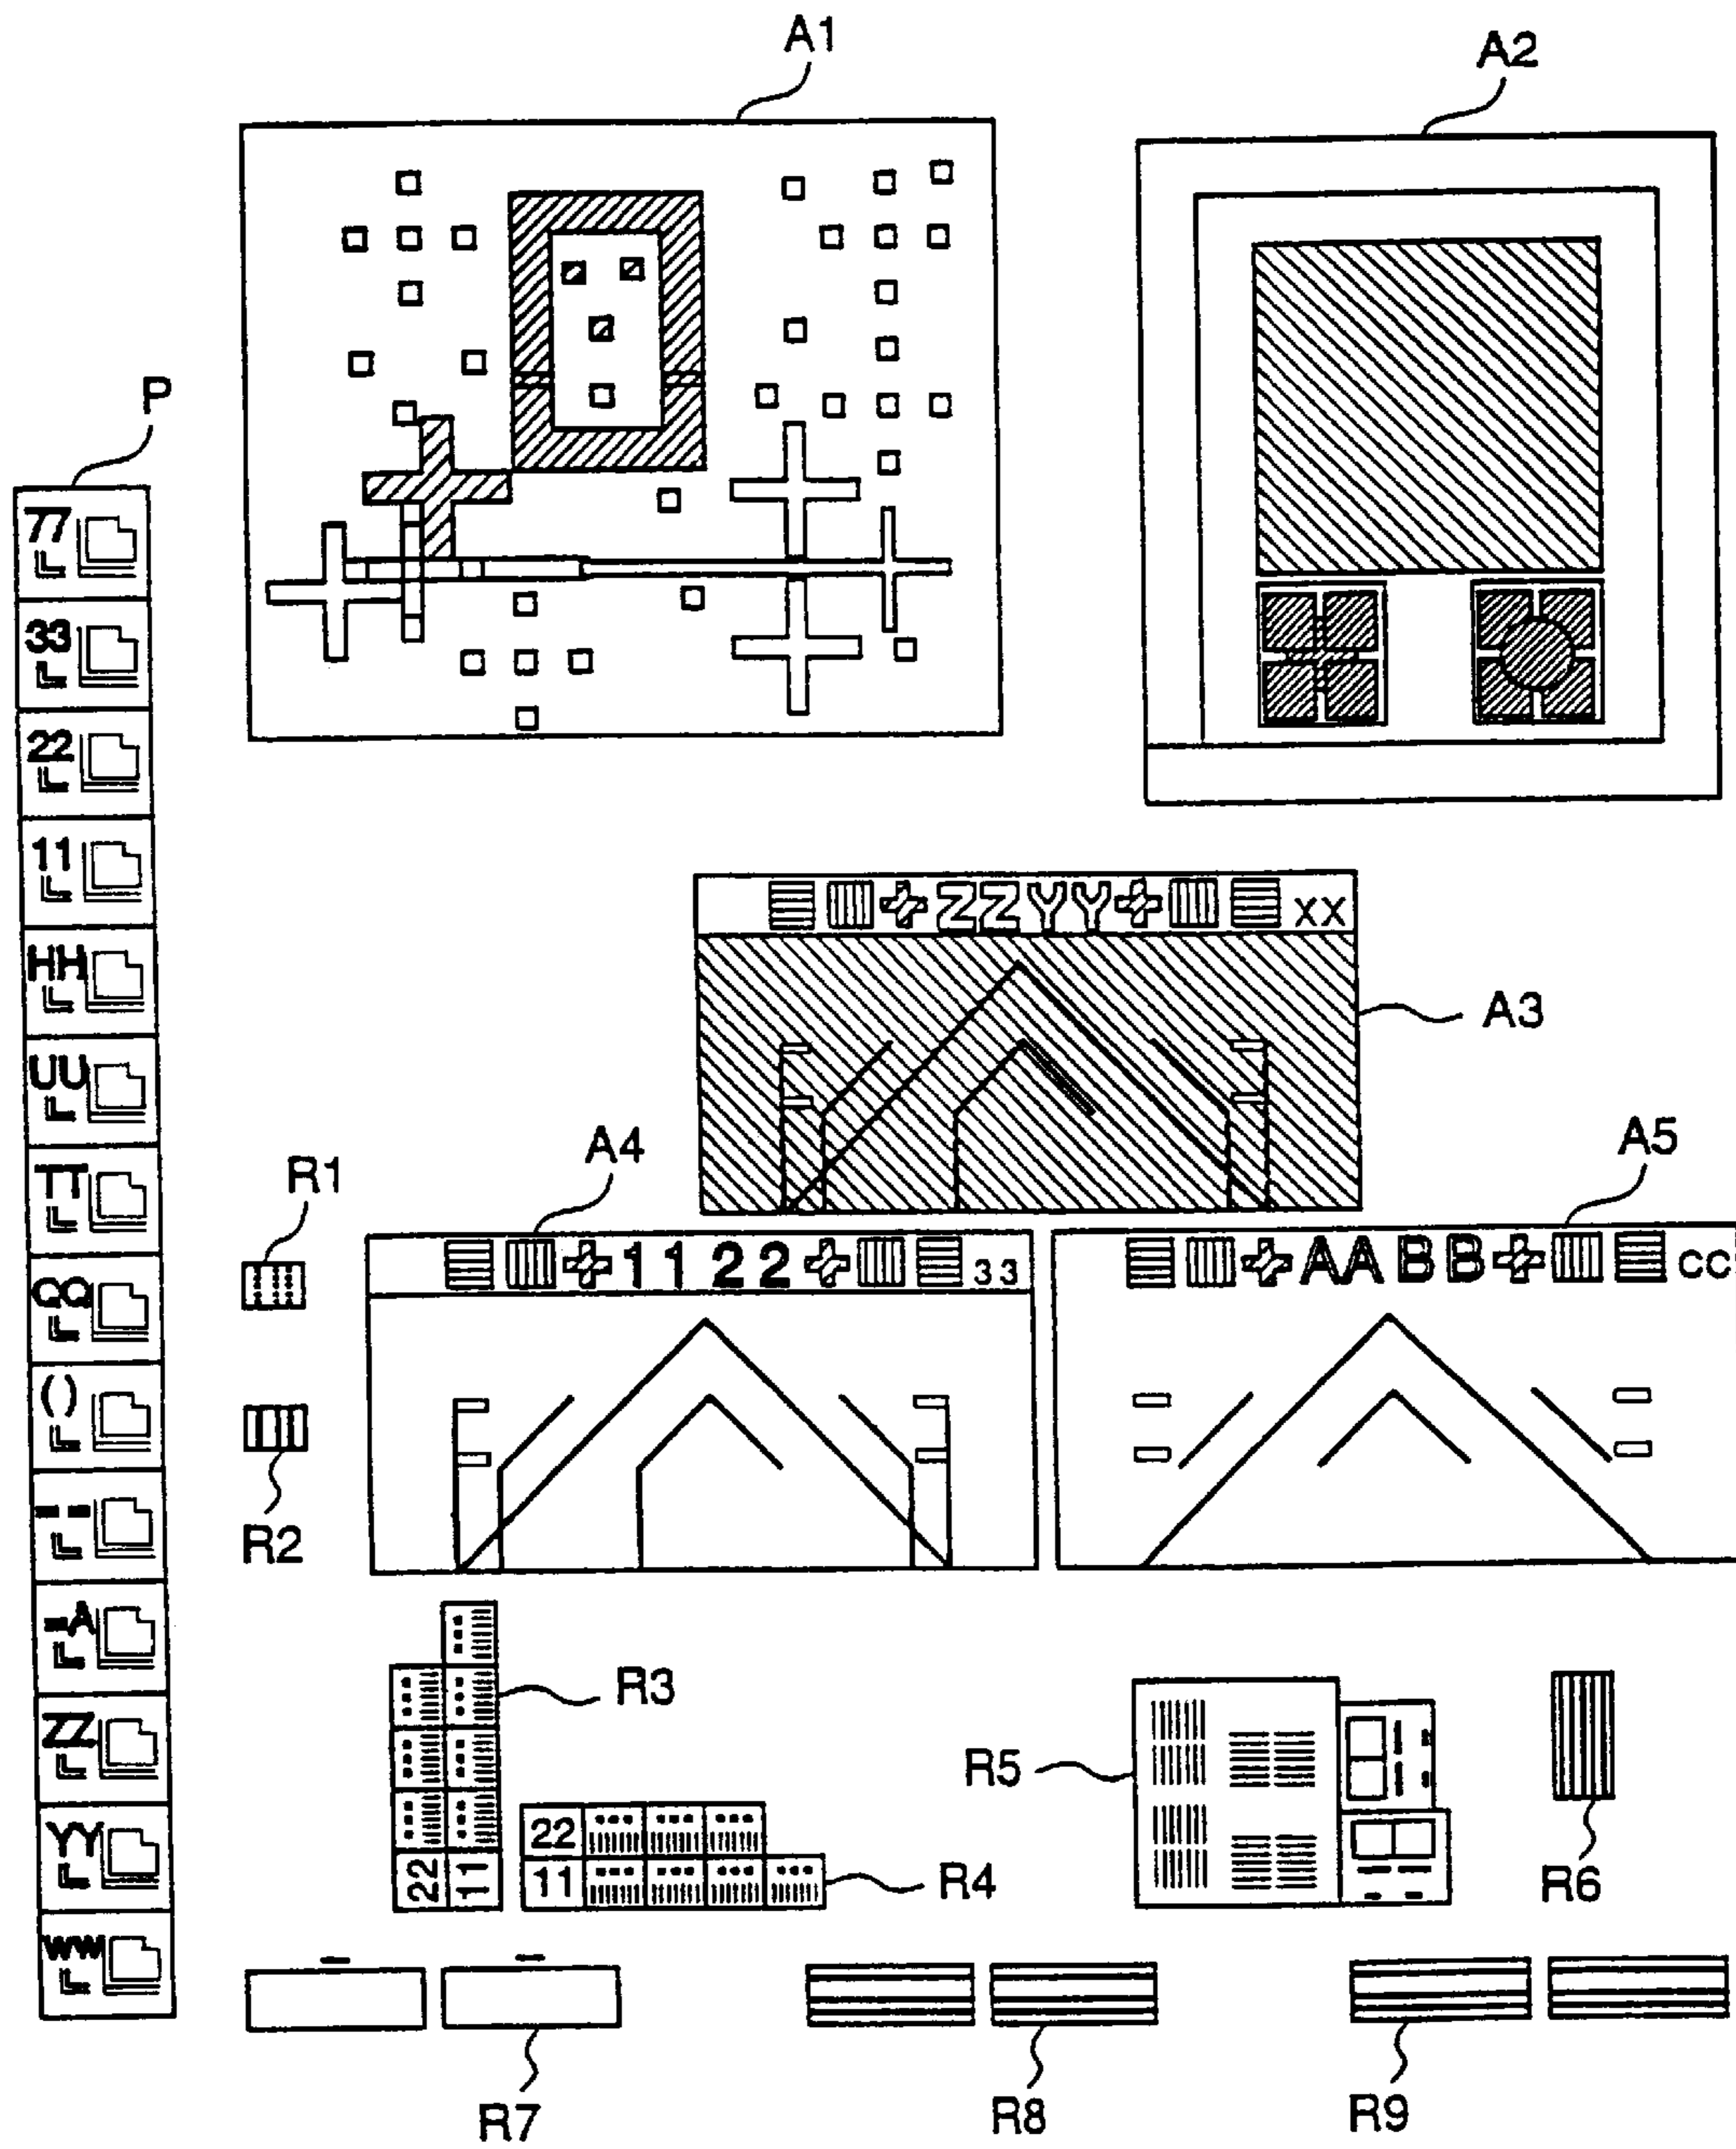 A1
A2
P
77
33
22
11
HH
UU
TT
QQ
()
=A
ZZ
YY
WW
ZZYY
XX
A3
A4
1122
33
A5
AABB
CC
R1
R2
R3
22
11
22
11
R4
R5
R6
R7
R8
R9